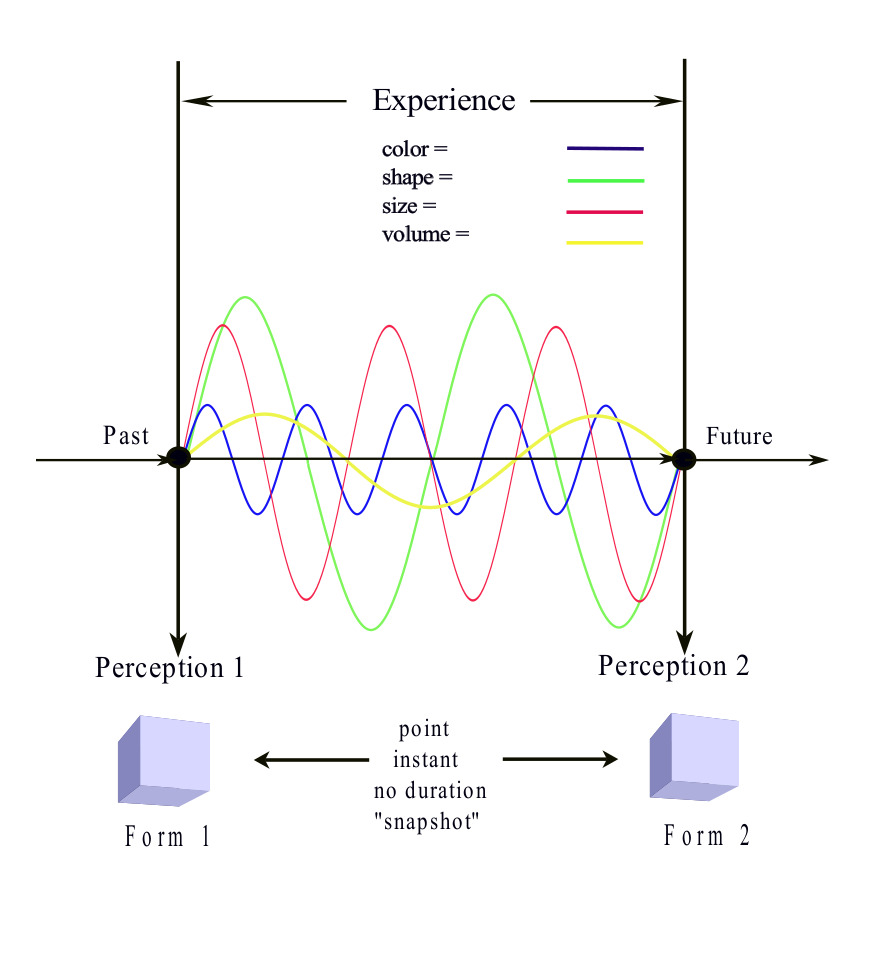 Experience
color =
shape =
size =
volume =
Past
Future
Perception 1
Perception 2
point
instant
no duration
"snapshot"
Form 1
Form 2